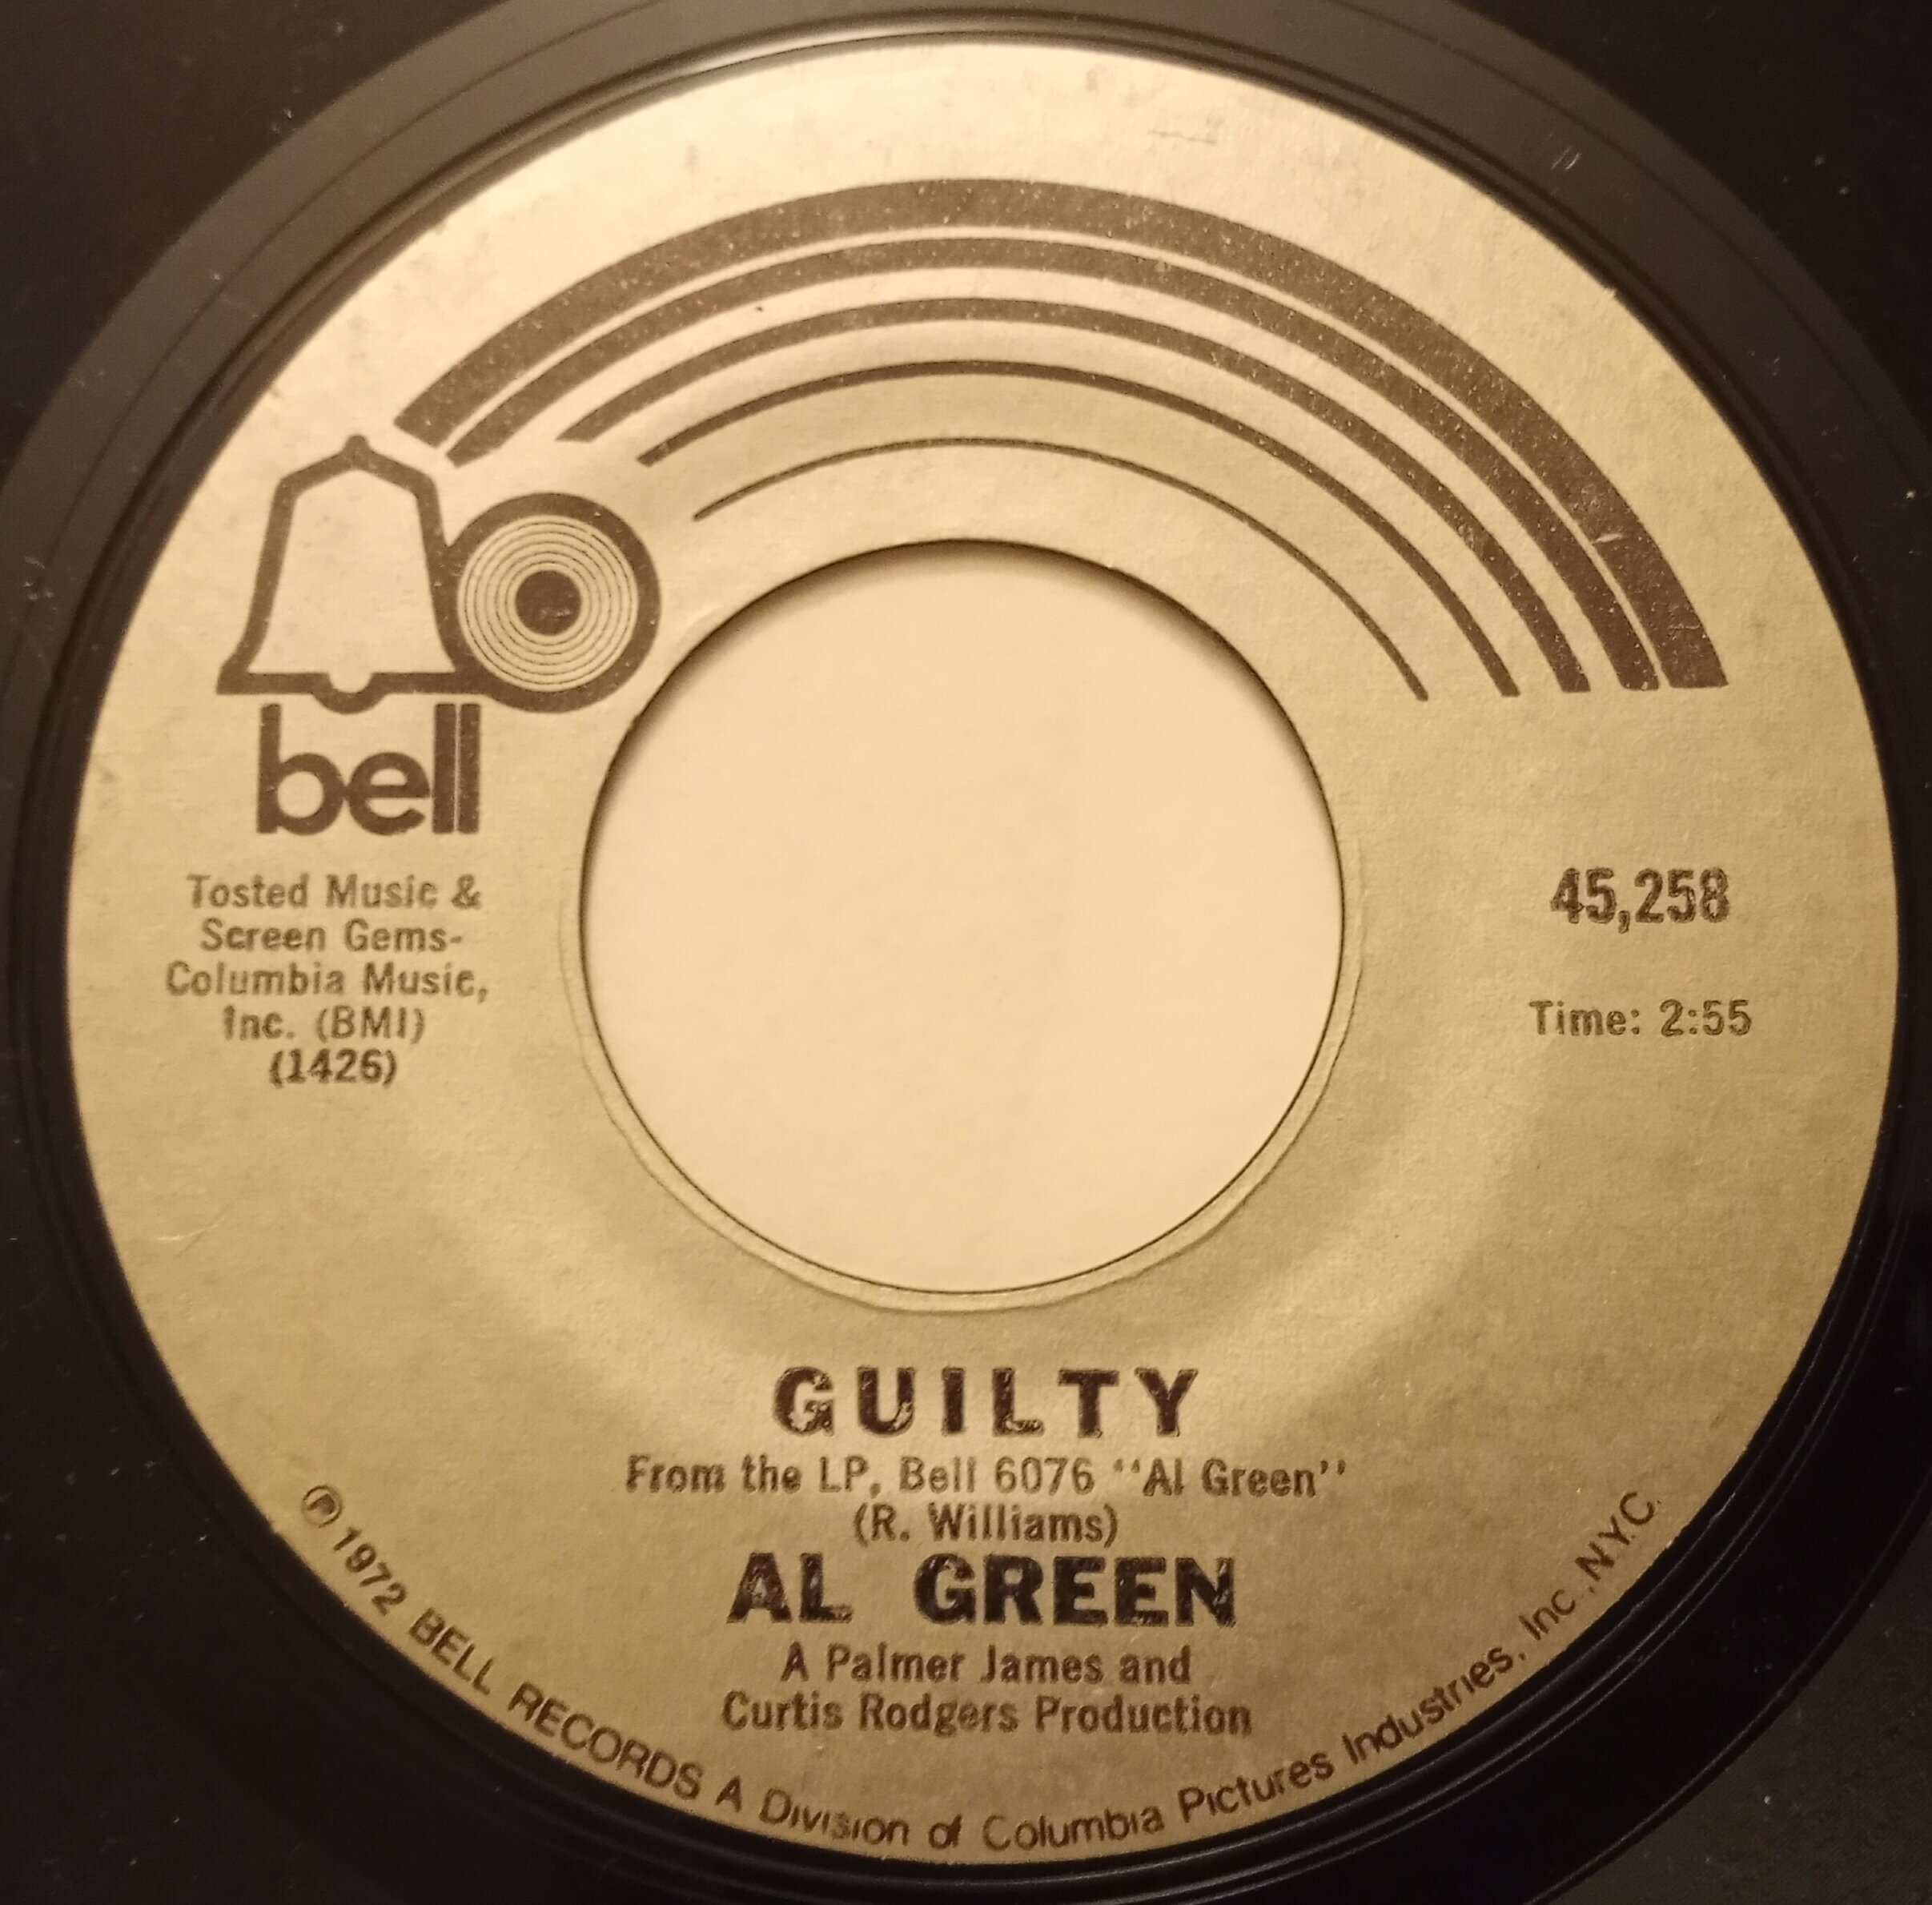 bell
Tosted Music &
Screen Gems-
Columbia Music,
Inc. (BMI)
(1426)
45,258
Time: 2:55
GUILTY
From the LP, Bell 6076 "Al Green"
(R. Williams)
AL GREEN
A Palmer James and
Curtis Rodgers Production
℗ 1972 BELL RECORDS A Division of Columbia Pictures Industries, Inc., N.Y.C.